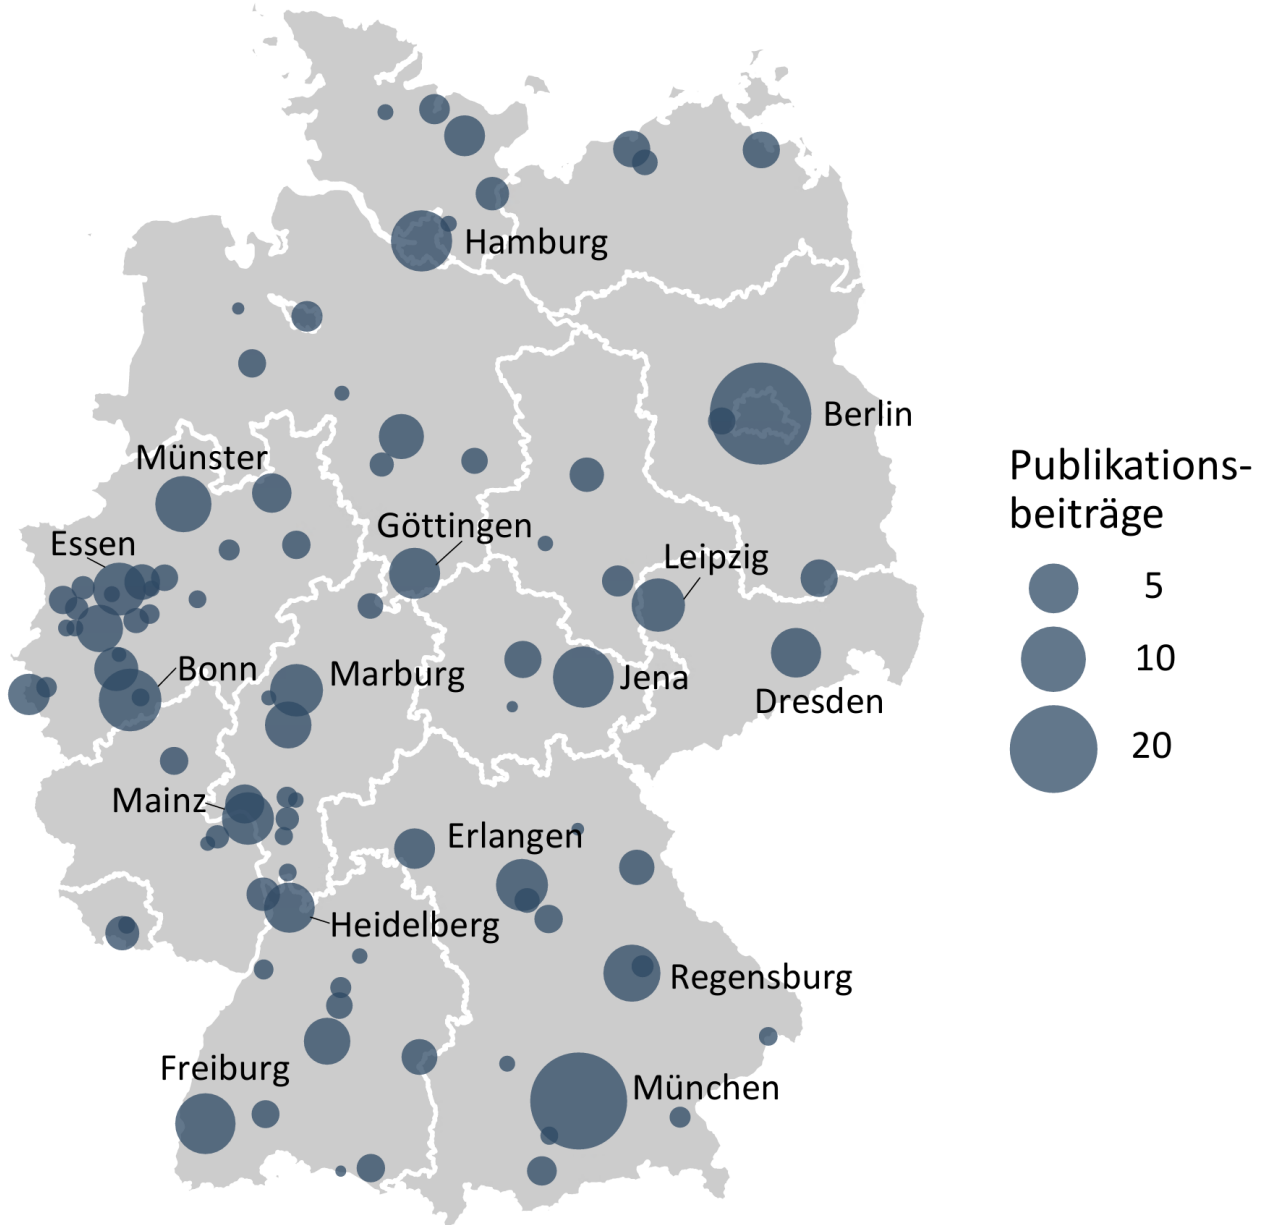 Hamburg
Berlin
Münster
Göttingen
Essen
Leipzig
Bonn
Marburg
Jena
Dresden
Mainz
Erlangen
Heidelberg
Regensburg
Freiburg
München
Publikations-
beiträge
5
10
20